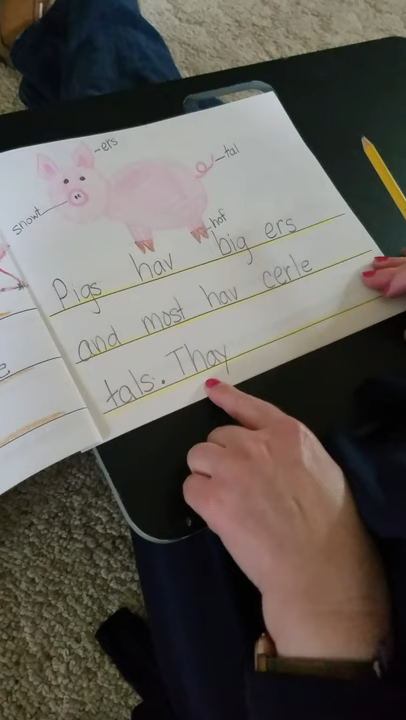 ers
tal
snowt
hof
Pigs hav big ers
and most hav cerle
tals. Thay
e